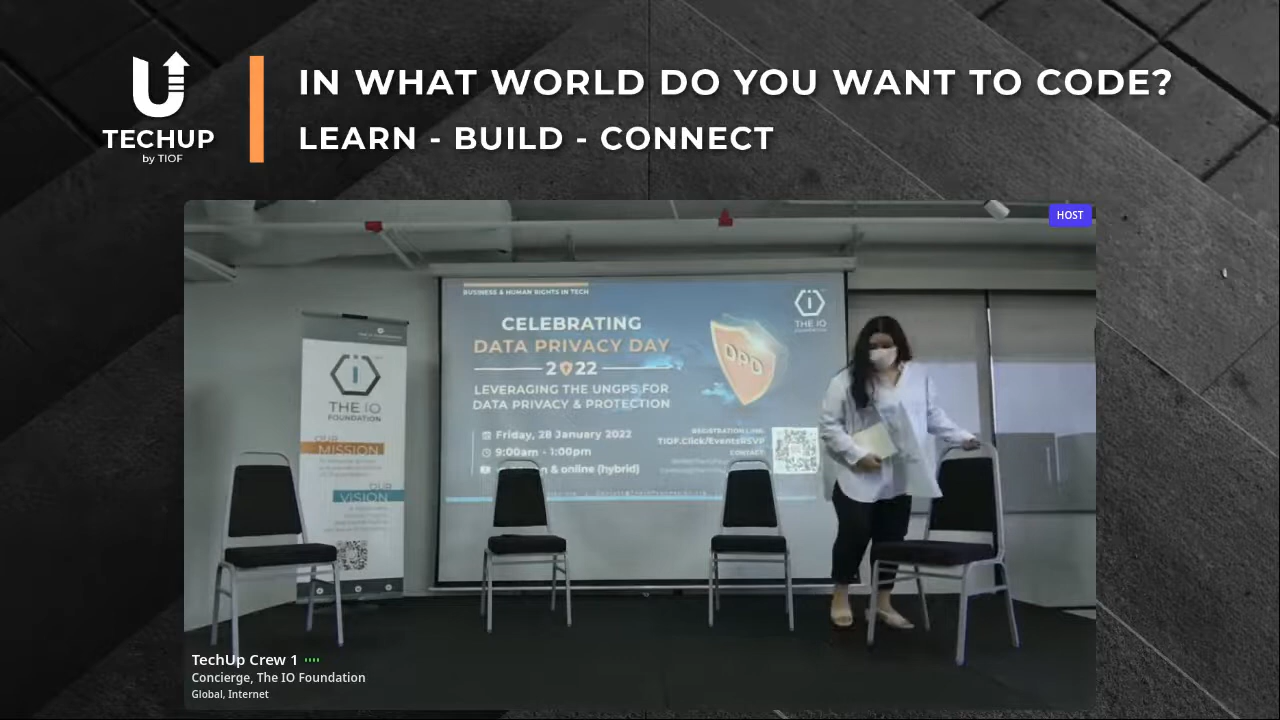 IN WHAT WORLD DO YOU WANT TO CODE?
LEARN - BUILD - CONNECT
TECHUP
by TIOF
HOST
BUSINESS & HUMAN RIGHTS IN TECH
THE IO
CELEBRATING
DATA PRIVACY DAY
2022
LEVERAGING THE UNGPS FOR
DATA PRIVACY & PROTECTION
DPD
Friday, 28 January 2022
9:00am - 1:00pm
& online (hybrid)
REGISTRATION LINK:
TIOF.Click/EventsRSVP
CONTACT:
THE IO
FOUNDATION
OUR
MISSION
OUR
VISION
TechUp Crew 1
Concierge, The IO Foundation
Global, Internet